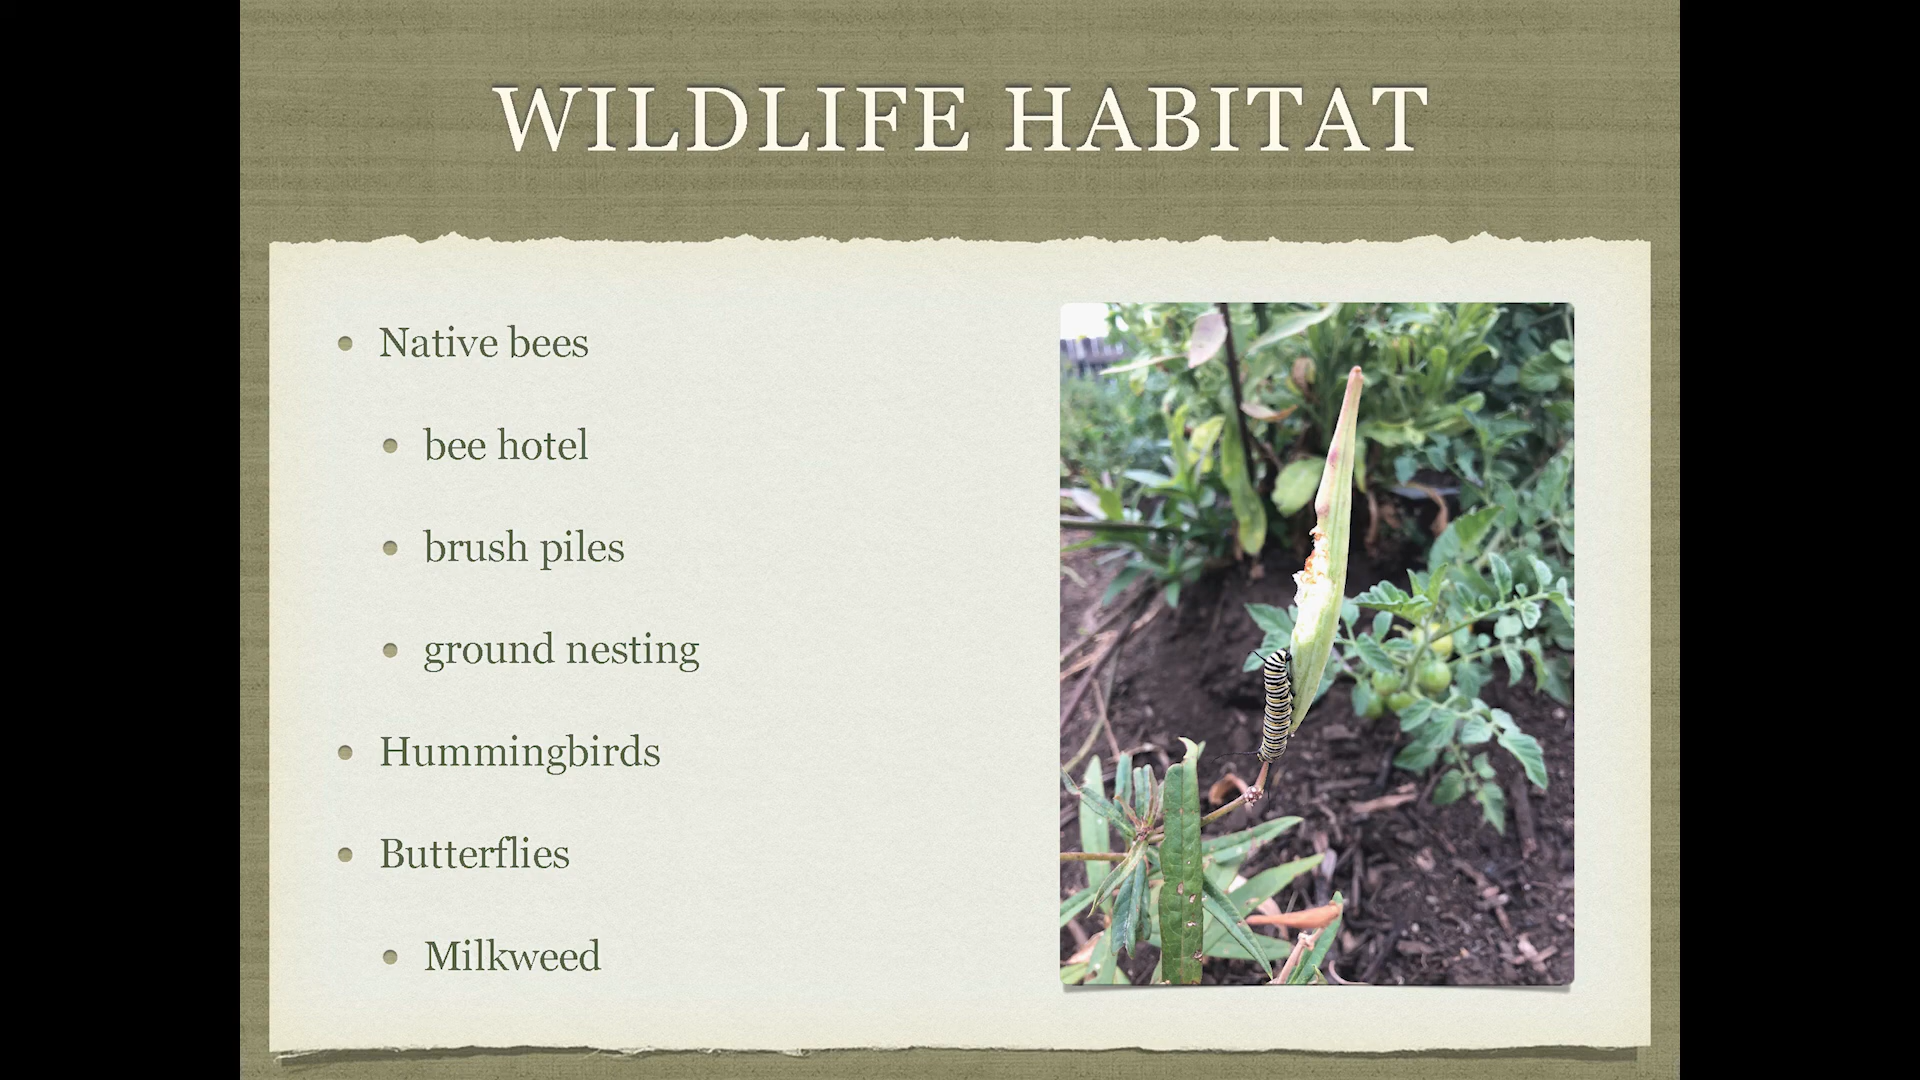 WILDLIFE HABITAT
Native bees
bee hotel
brush piles
ground nesting
Hummingbirds
Butterflies
Milkweed